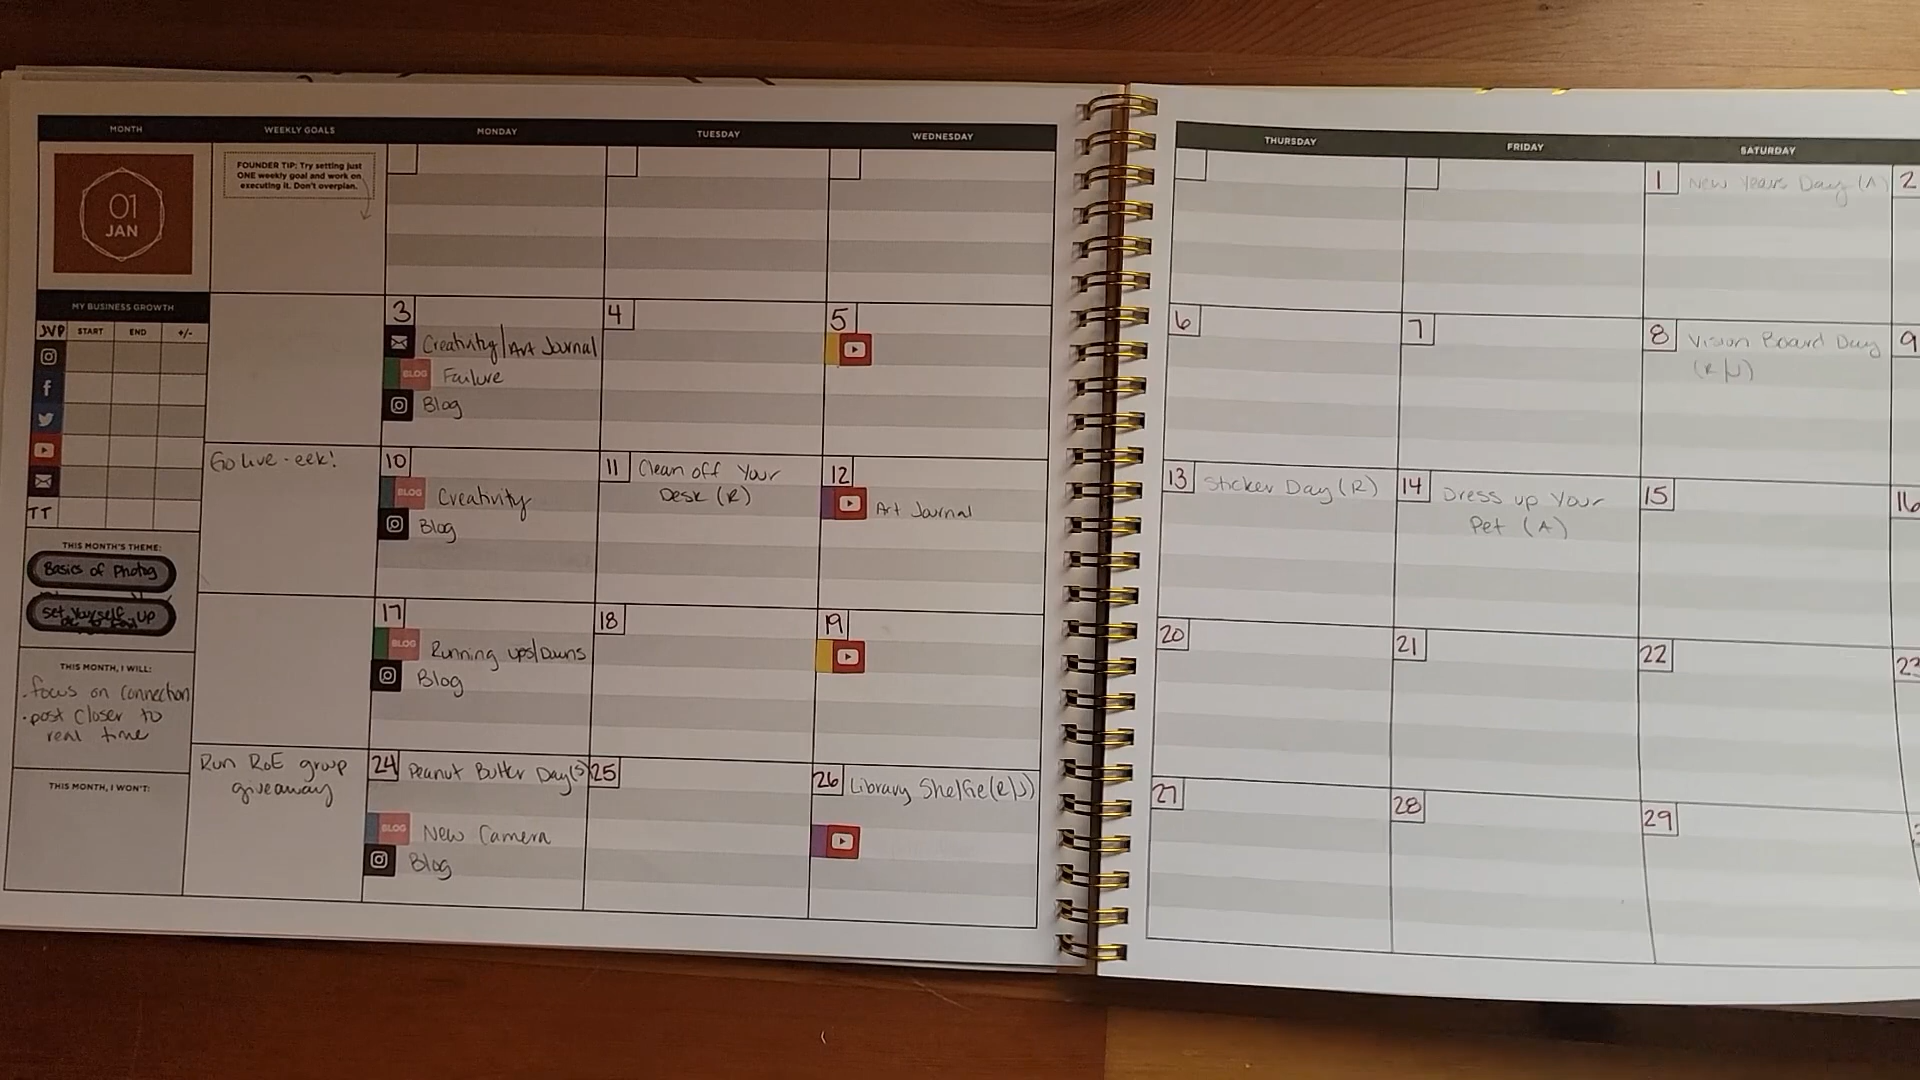 MONTH
WEEKLY GOALS
MONDAY
TUESDAY
WEDNESDAY
THURSDAY
FRIDAY
SATURDAY
01
JAN
FOUNDER TIP: Try setting just
ONE weekly goal and work on
executing it. Don't overplan.
1 New Years Day (A)
2
MY BUSINESS GROWTH
JVP START END +/-
TT
THIS MONTH'S THEME:
Basics of Photog
Set Yourself Up
THIS MONTH, I WILL:
· focus on connection
· post closer to
real time
THIS MONTH, I WON'T:
3
Creativity/Art Journal
BLOG Failure
Blog
4
5
6
7
8 Vision Board Day
(R/J)
9
Go live - eek!
10
BLOG Creativity
Blog
11 Clean off Your
Desk (R)
12
Art Journal
13 Sticker Day (R)
14 Dress up Your
Pet (A)
15
16
17
BLOG Running ups/Downs
Blog
18
19
20
21
22
23
Run RoE group
giveaway
24 Peanut Butter Day(S)
BLOG New Camera
Blog
25
26 Library Shelfie(R/J)
27
28
29